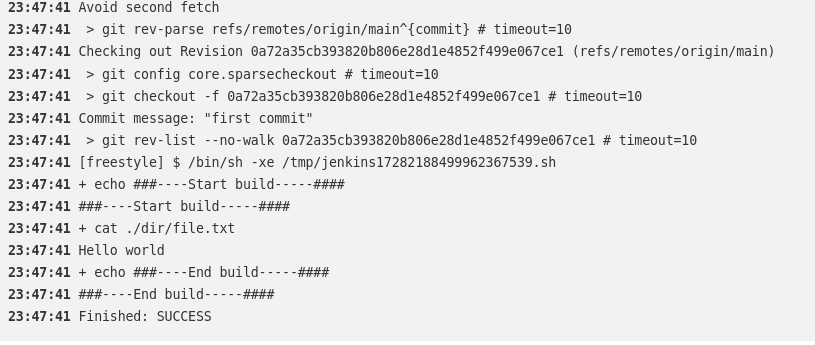 23:47:41 Avoid second fetch
23:47:41  > git rev-parse refs/remotes/origin/main^{commit} # timeout=10
23:47:41 Checking out Revision 0a72a35cb393820b806e28d1e4852f499e067ce1 (refs/remotes/origin/main)
23:47:41  > git config core.sparsecheckout # timeout=10
23:47:41  > git checkout -f 0a72a35cb393820b806e28d1e4852f499e067ce1 # timeout=10
23:47:41 Commit message: "first commit"
23:47:41  > git rev-list --no-walk 0a72a35cb393820b806e28d1e4852f499e067ce1 # timeout=10
23:47:41 [freestyle] $ /bin/sh -xe /tmp/jenkins17282188499962367539.sh
23:47:41 + echo ###----Start build-----####
23:47:41 ###----Start build-----####
23:47:41 + cat ./dir/file.txt
23:47:41 Hello world
23:47:41 + echo ###----End build-----####
23:47:41 ###----End build-----####
23:47:41 Finished: SUCCESS